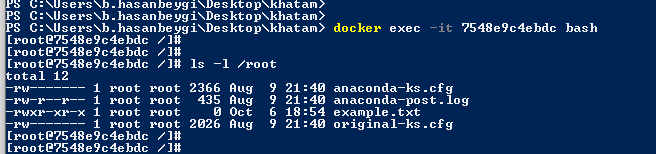 PS C:\Users\b.hasanbeygi\Desktop\khatam>
PS C:\Users\b.hasanbeygi\Desktop\khatam>
PS C:\Users\b.hasanbeygi\Desktop\khatam> docker exec -it 7548e9c4ebdc bash
[root@7548e9c4ebdc /]#
[root@7548e9c4ebdc /]# ls -l /root
total 12
-rw------- 1 root root 2366 Aug  9 21:40 anaconda-ks.cfg
-rw-r--r-- 1 root root  435 Aug  9 21:40 anaconda-post.log
-rwxr-xr-x 1 root root    0 Oct  6 18:54 example.txt
-rw------- 1 root root 2026 Aug  9 21:40 original-ks.cfg
[root@7548e9c4ebdc /]#
[root@7548e9c4ebdc /]#